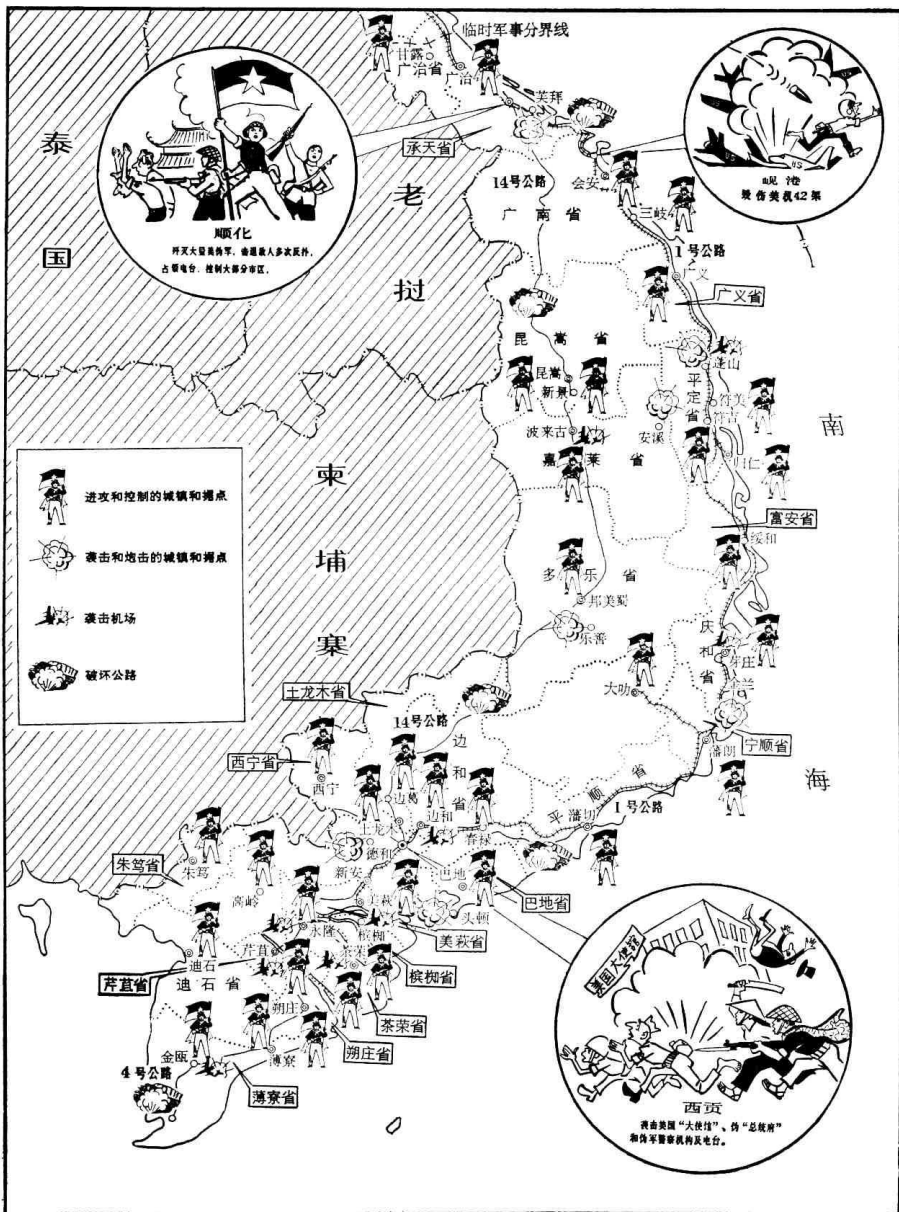 临时军事分界线
甘露
广治省
广治
芙拜
承天省
顺化
歼灭大量美伪军，击退敌人多次反扑，
占领电台，控制大部分市区。
岘港
毁伤美机42架
泰国
老挝
柬埔寨
南海
14号公路
会安
广南省
三岐
1号公路
广义
广义省
昆嵩省
昆嵩
新景
蓬山
平定省
符美
符吉
波来古
安溪
嘉莱省
归仁
富安省
绥和
多乐省
邦美蜀
乐善
庆和省
芽庄
大叻
金兰
宁顺省
藩朗
进攻和控制的城镇和据点
袭击和炮击的城镇和据点
袭击机场
破坏公路
土龙木省
14号公路
西宁省
西宁
边和省
边葛
土龙木
边和
春禄
平顺省
藩切
1号公路
朱笃省
朱笃
新安
德和
巴地
巴地省
高岭
美萩
头顿
美萩省
永隆
槟椥
槟椥省
迪石
芹苴
茶荣
芹苴省
迪石省
茶荣省
朔庄
朔庄省
金瓯
薄寮
薄寮省
4号公路
美国大使馆
西贡
袭击美国“大使馆”、伪“总统府”
和伪军警察机构及电台。
US